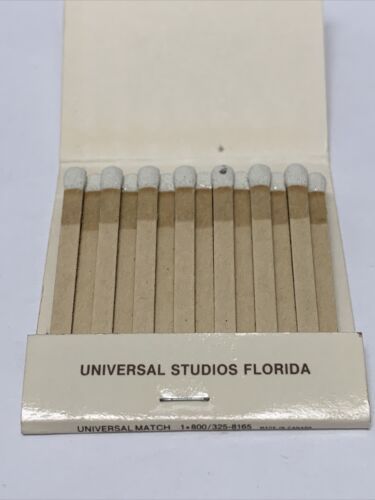 UNIVERSAL STUDIOS FLORIDA
UNIVERSAL MATCH 1•800/325-8165 MADE IN CANADA